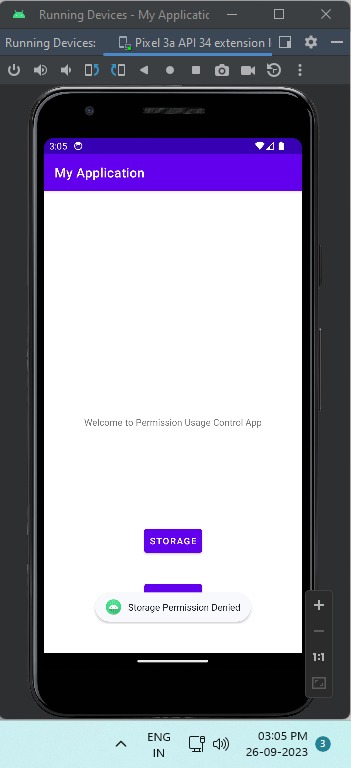 Running Devices - My Applicatic
Running Devices:
Pixel 3a API 34 extension l
3:05
My Application
Welcome to Permission Usage Control App
STORAGE
Storage Permission Denied
1:1
ENG
IN
03:05 PM
26-09-2023
3